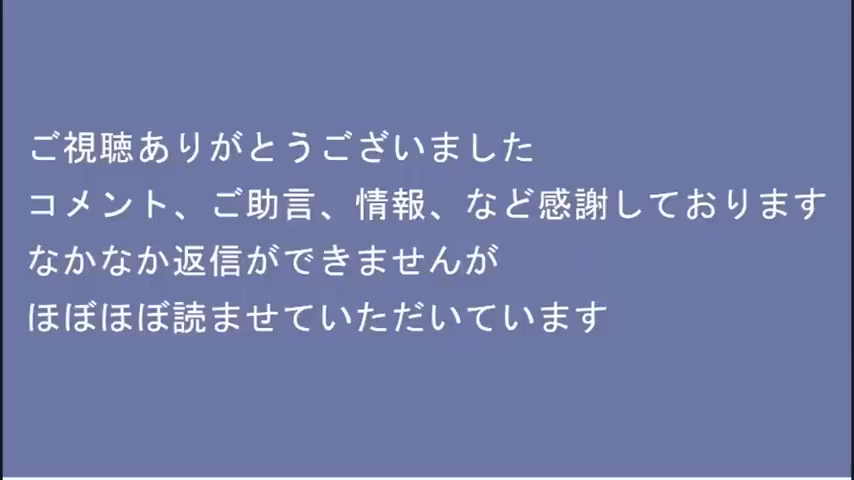 ご視聴ありがとうございました
コメント、ご助言、情報、など感謝しております
なかなか返信ができませんが
ほぼほぼ読ませていただいています